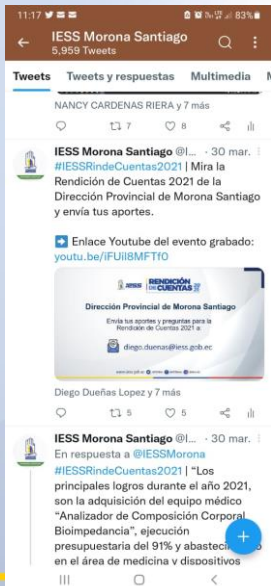 11:17
83%
IESS Morona Santiago
5,959 Tweets
Tweets Tweets y respuestas Multimedia M
NANCY CARDENAS RIERA y 7 más
7 8
IESS Morona Santiago @I... · 30 mar.
#IESSRindeCuentas2021 | Mira la
Rendición de Cuentas 2021 de la
Dirección Provincial de Morona Santiago
y envía tus aportes.
Enlace Youtube del evento grabado:
youtu.be/iFUil8MFTf0
IESS RENDICIÓN
DE CUENTAS
Dirección Provincial de Morona Santiago
Envía tus aportes y preguntas para la
Rendición de Cuentas 2021 a:
diego.duenas@iess.gob.ec
Diego Dueñas Lopez y 7 más
5 5
IESS Morona Santiago @I... · 30 mar.
En respuesta a @IESSMorona
#IESSRindeCuentas2021 | “Los
principales logros durante el año 2021,
son la adquisición del equipo médico
“Analizador de Composición Corporal
Bioimpedancia”, ejecución
presupuestaria del 91% y
en el área de medicina y dispositivos